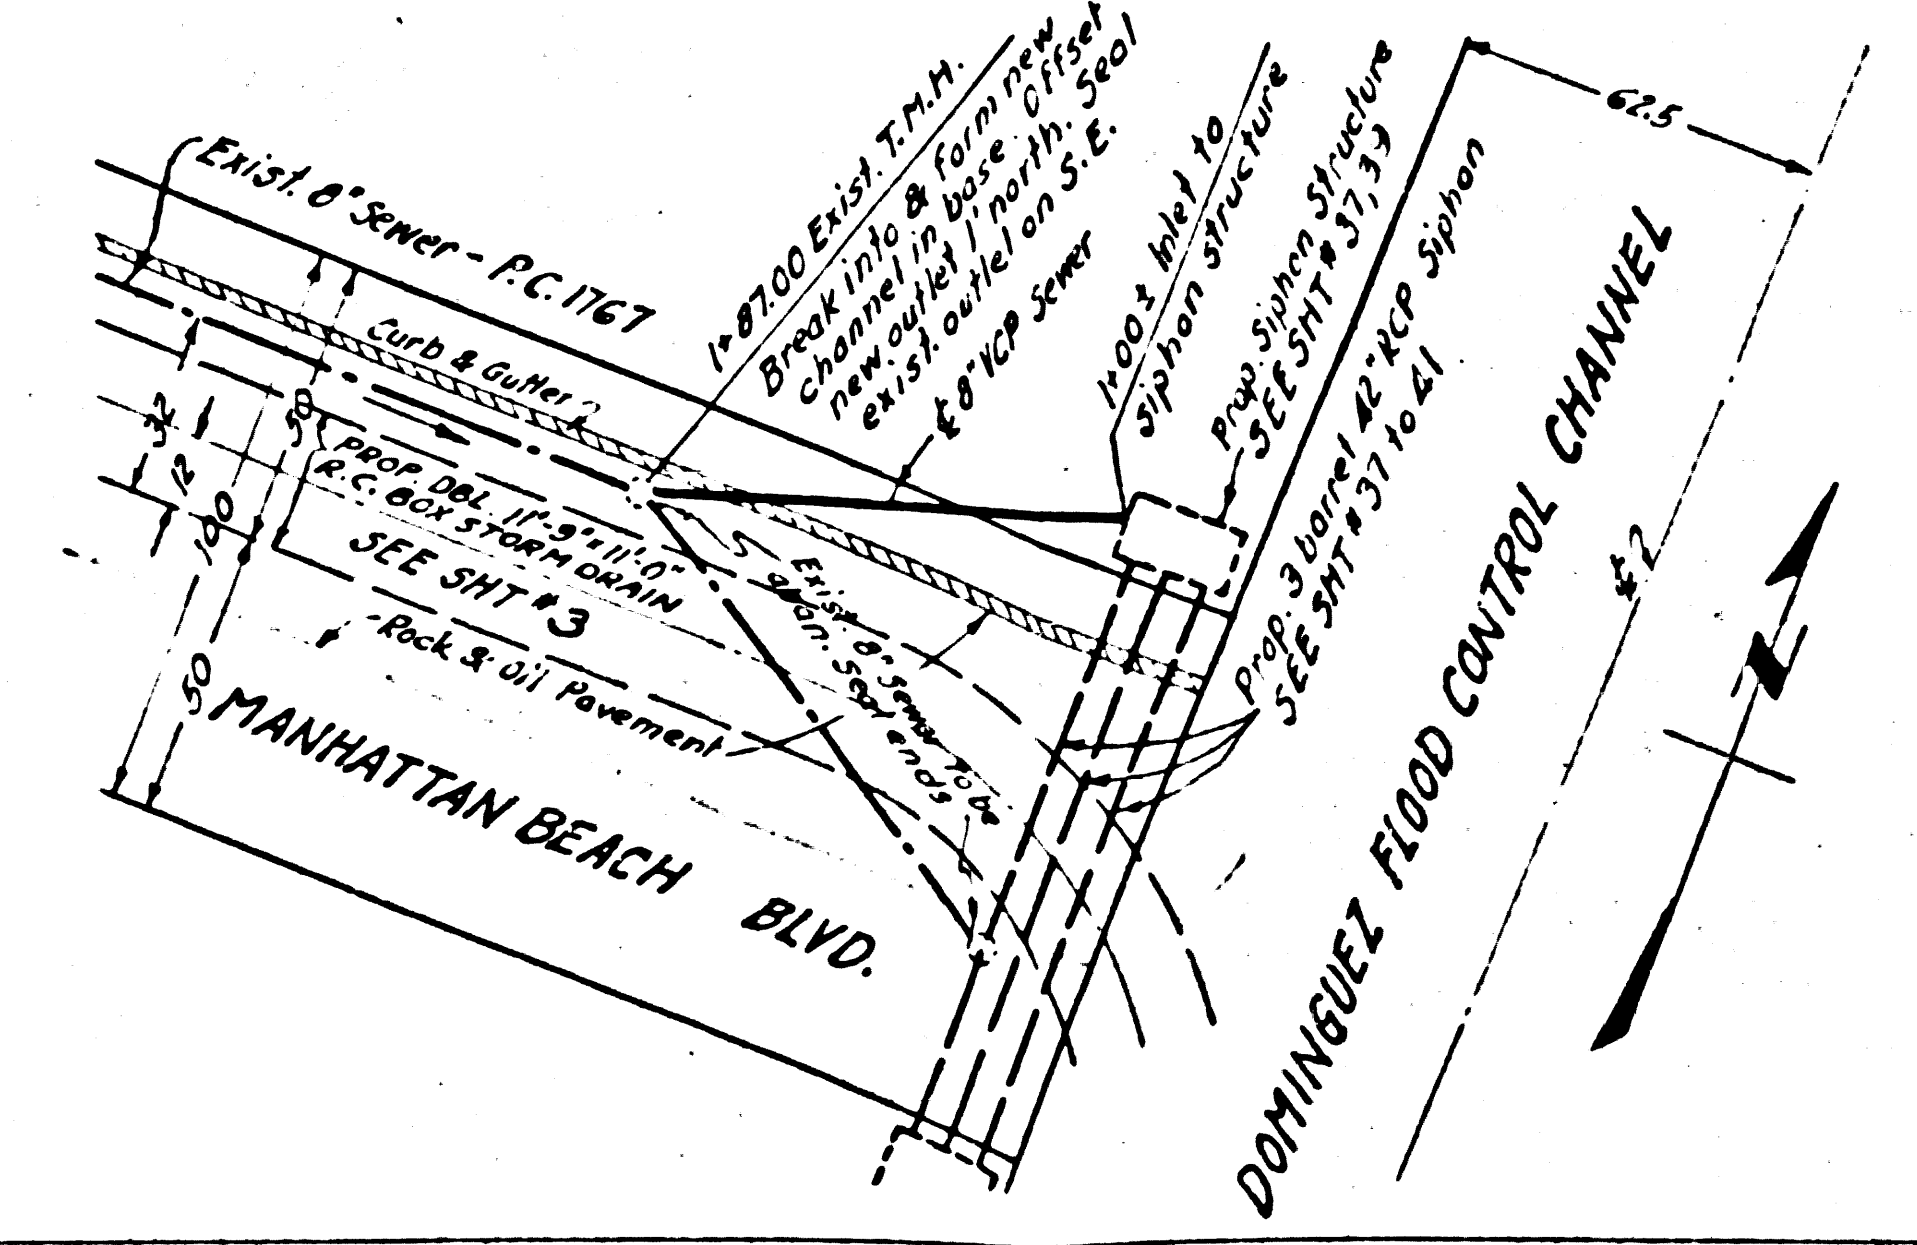 Exist. 8" Sewer - P.C. 1767
1+87.00 Exist. T.M.H.
Break into & form new
channel in base. Offset
new outlet 1' north. Seal
exist. outlet on S.E.
℄ 8" VCP Sewer
1+00± Inlet to
siphon structure
Prop. Siphon Structure
SEE SHT # 37,
62.5
Prop. 3 barrel 42" RCP Siphon
SEE SHT # 37 to 41
DOMINGUEZ FLOOD CONTROL CHANNEL
℄
N
Curb & Gutter
32
12
50
100
50
PROP. DBL. 11'-9" x 11'-0"
R.C. BOX STORM DRAIN
SEE SHT # 3
Rock & Oil Pavement
Exist. 8" Sewer to be
aban. Seal ends
MANHATTAN BEACH BLVD.